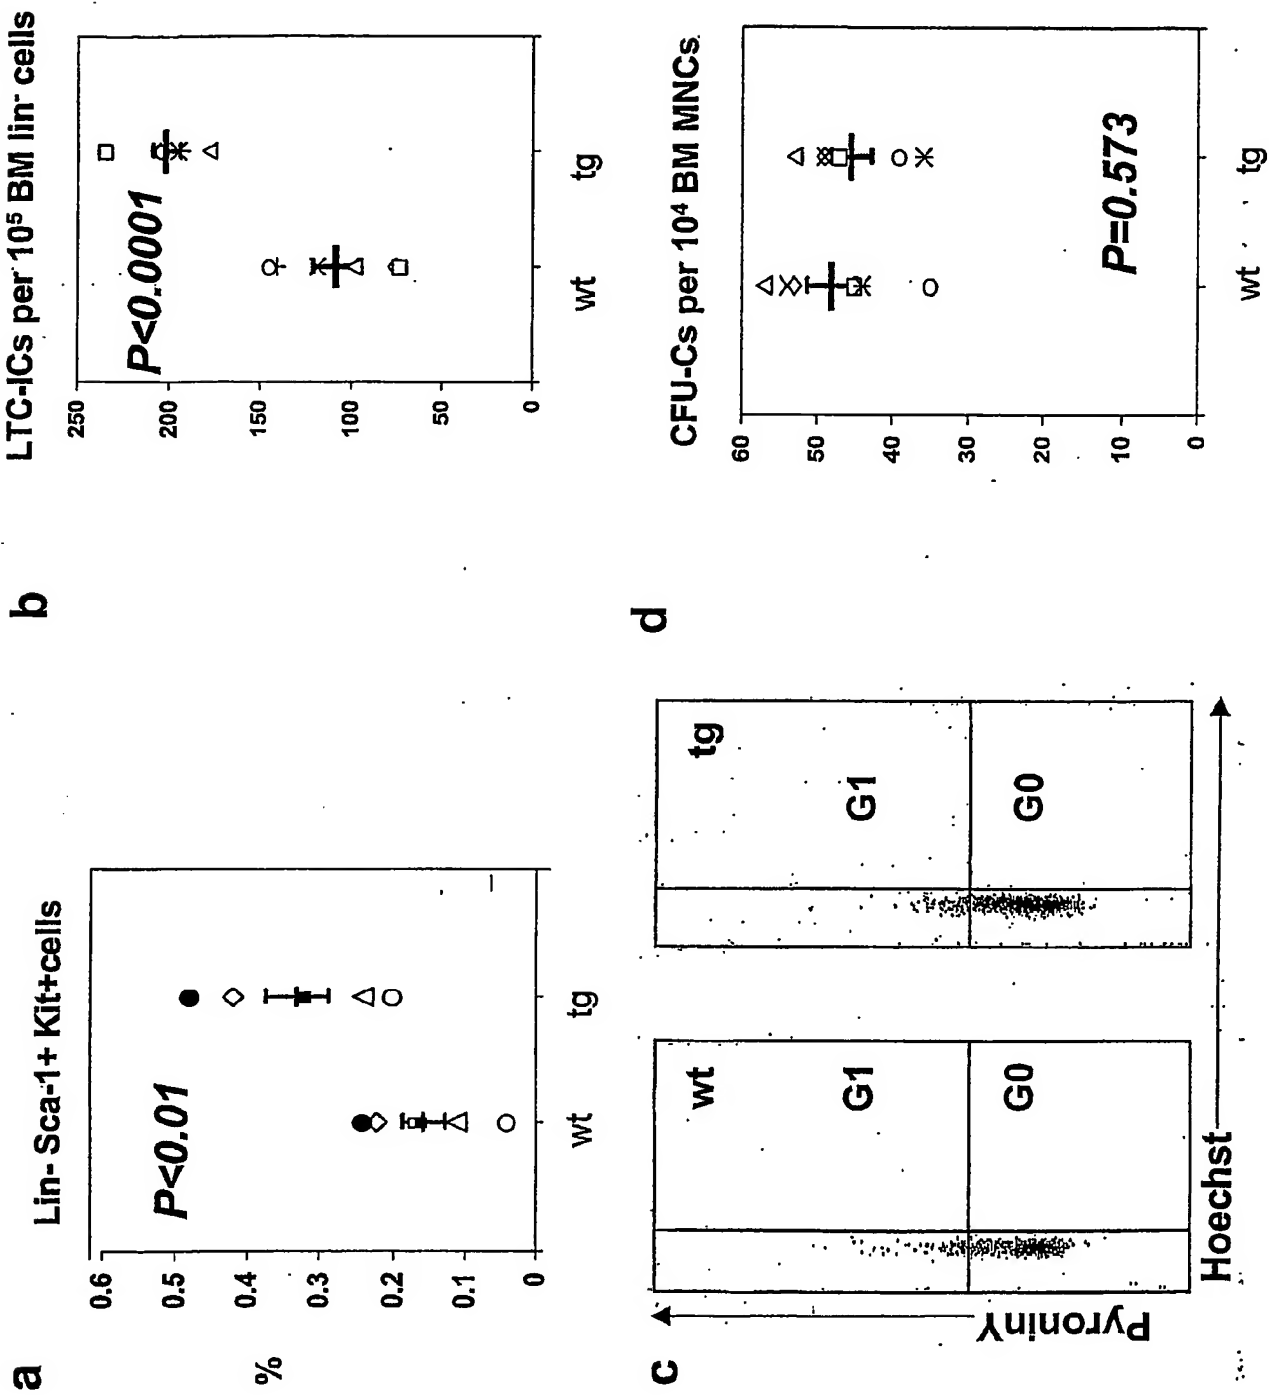 a
Lin- Sca-1+ Kit+cells
%
0.6
0.5
0.4
0.3
0.2
0.1
0
P<0.01
wt
tg
b
LTC-ICs per 10⁵ BM lin⁻ cells
250
200
150
100
50
0
P<0.0001
wt
tg
c
PyroninY
wt
G1
G0
tg
G1
G0
Hoechst
d
CFU-Cs per 10⁴ BM MNCs
60
50
40
30
20
10
0
P=0.573
wt
tg